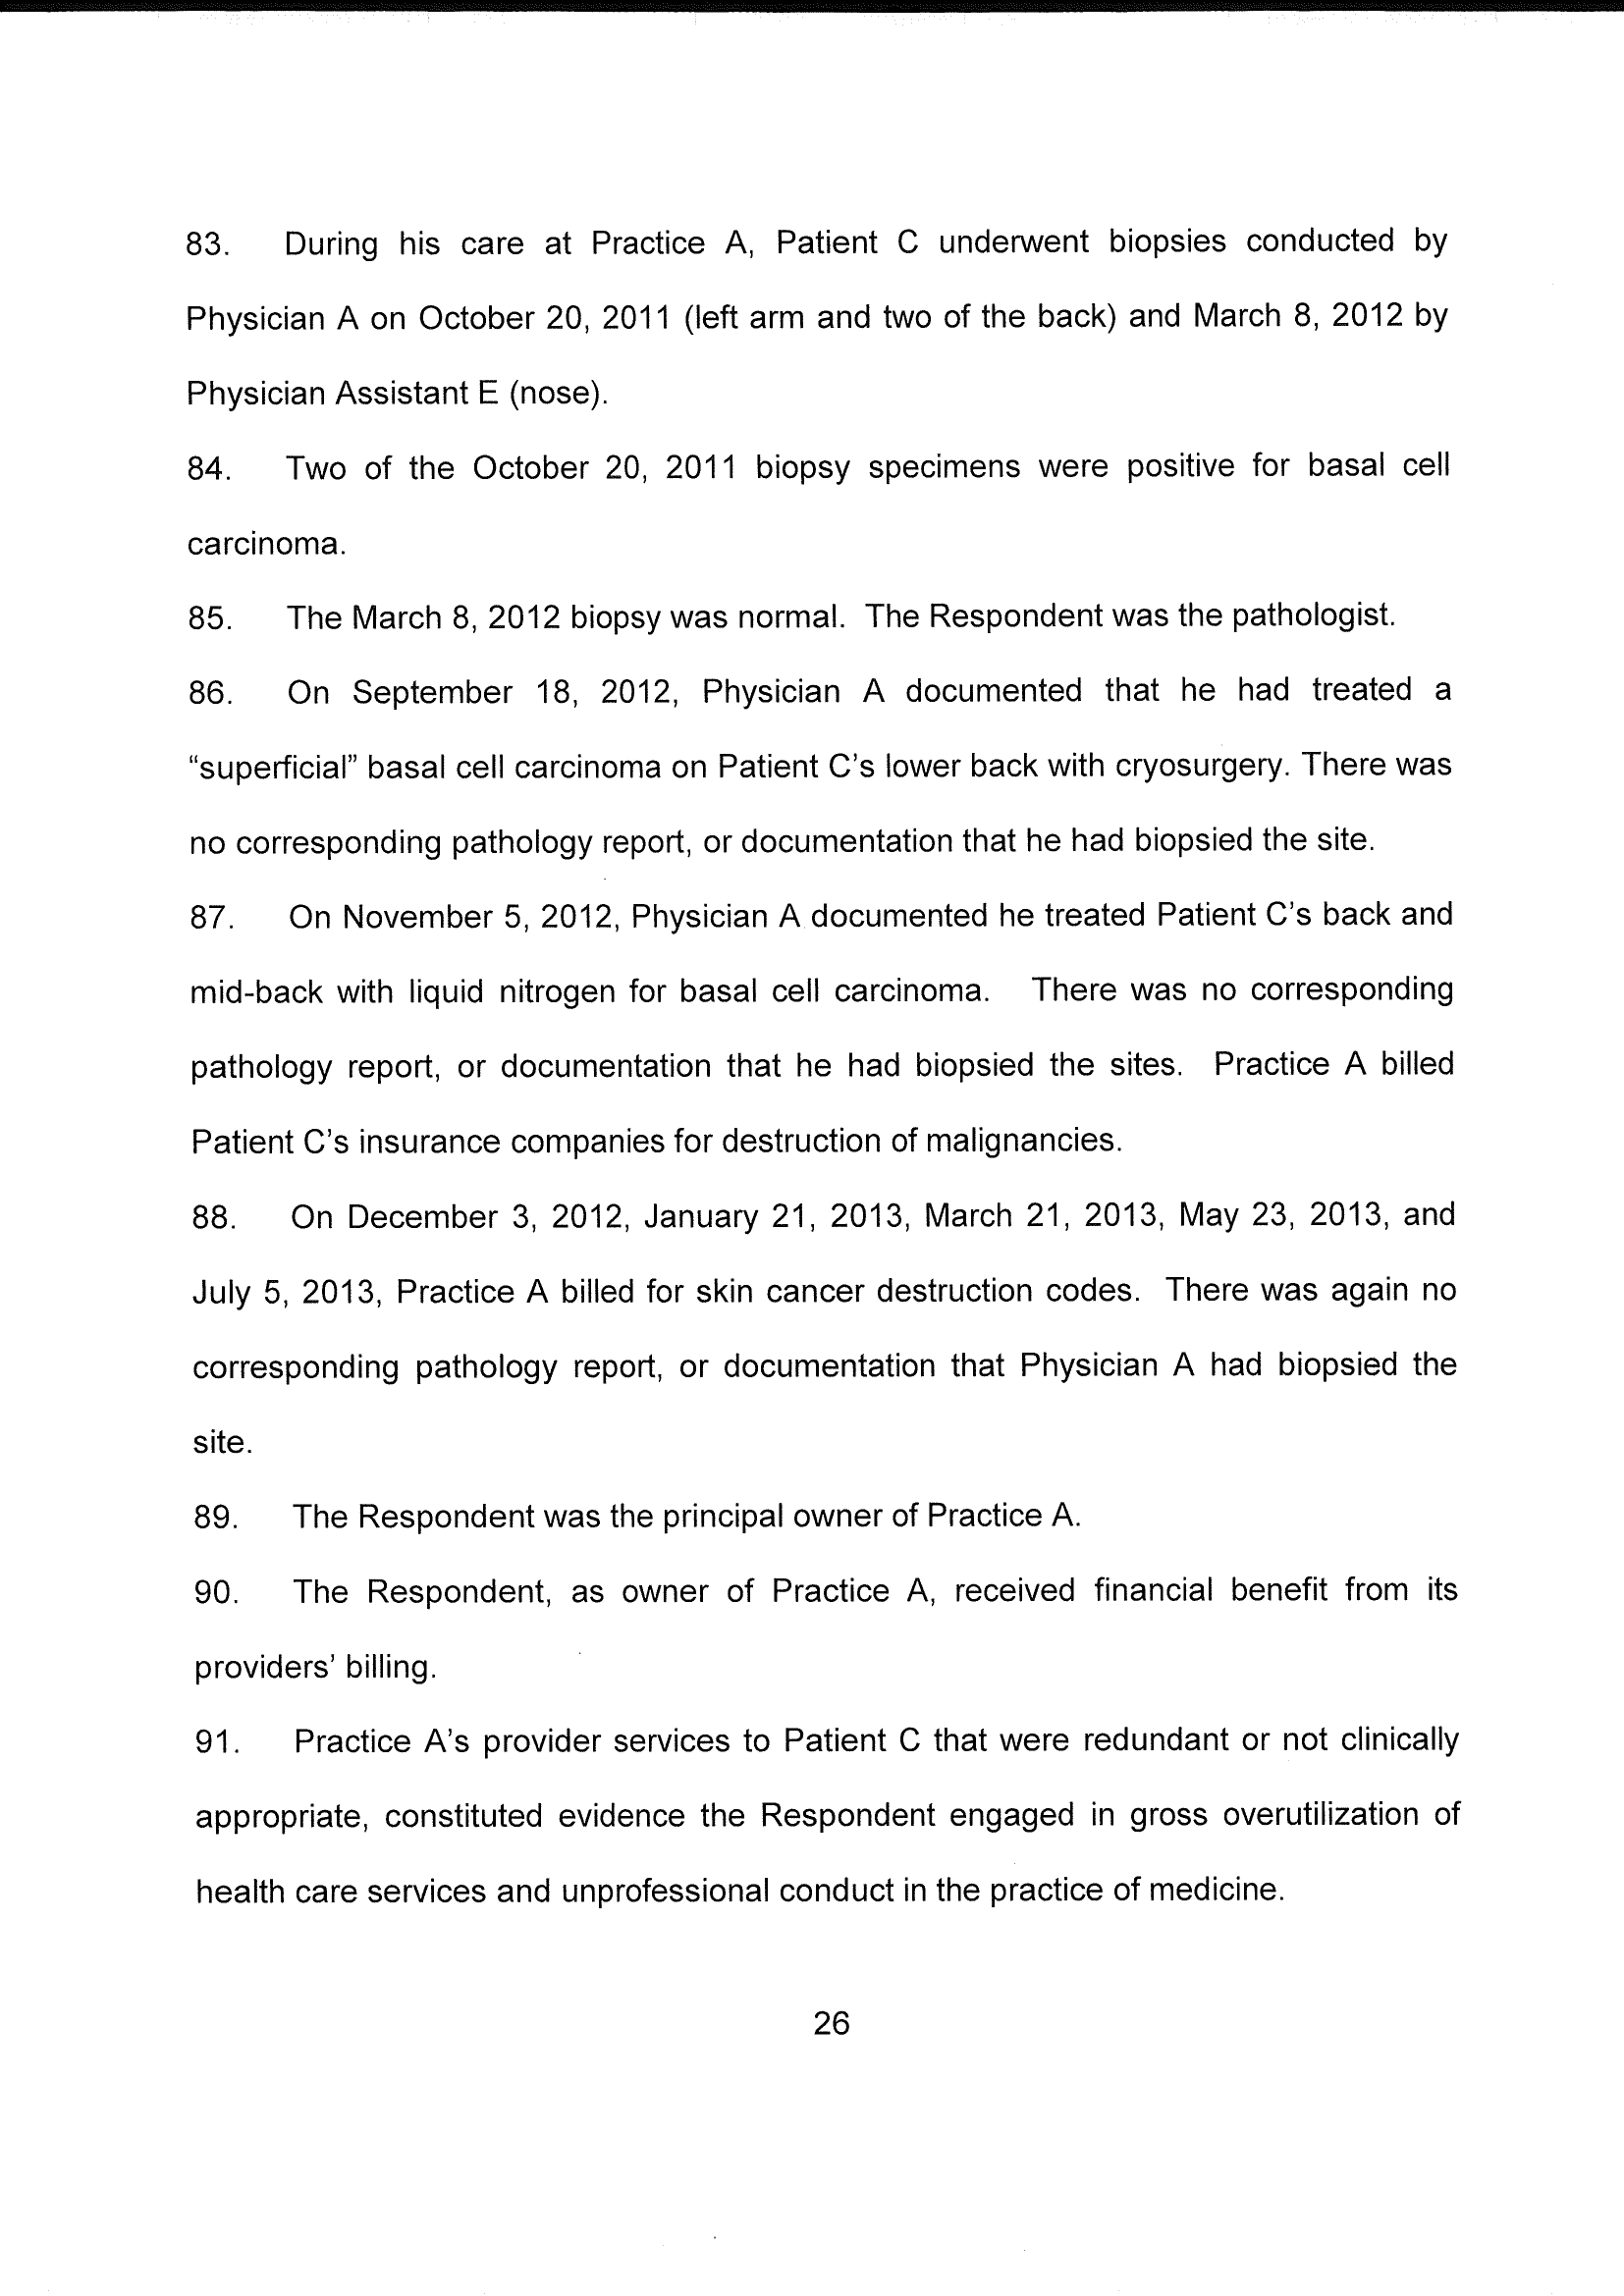 83. During his care at Practice A, Patient C underwent biopsies conducted by
Physician A on October 20, 2011 (left arm and two of the back) and March 8, 2012 by
Physician Assistant E (nose).
84. Two of the October 20, 2011 biopsy specimens were positive for basal cell
carcinoma.
85. The March 8, 2012 biopsy was normal. The Respondent was the pathologist.
86. On September 18, 2012, Physician A documented that he had treated a
“superficial” basal cell carcinoma on Patient C’s lower back with cryosurgery. There was
no corresponding pathology report, or documentation that he had biopsied the site.
87. On November 5, 2012, Physician A documented he treated Patient C’s back and
mid-back with liquid nitrogen for basal cell carcinoma. There was no corresponding
pathology report, or documentation that he had biopsied the sites. Practice A billed
Patient C’s insurance companies for destruction of malignancies.
88. On December 3, 2012, January 21, 2013, March 21, 2013, May 23, 2013, and
July 5, 2013, Practice A billed for skin cancer destruction codes. There was again no
corresponding pathology report, or documentation that Physician A had biopsied the
site.
89. The Respondent was the principal owner of Practice A.
90. The Respondent, as owner of Practice A, received financial benefit from its
providers’ billing.
91. Practice A’s provider services to Patient C that were redundant or not clinically
appropriate, constituted evidence the Respondent engaged in gross overutilization of
health care services and unprofessional conduct in the practice of medicine.
26